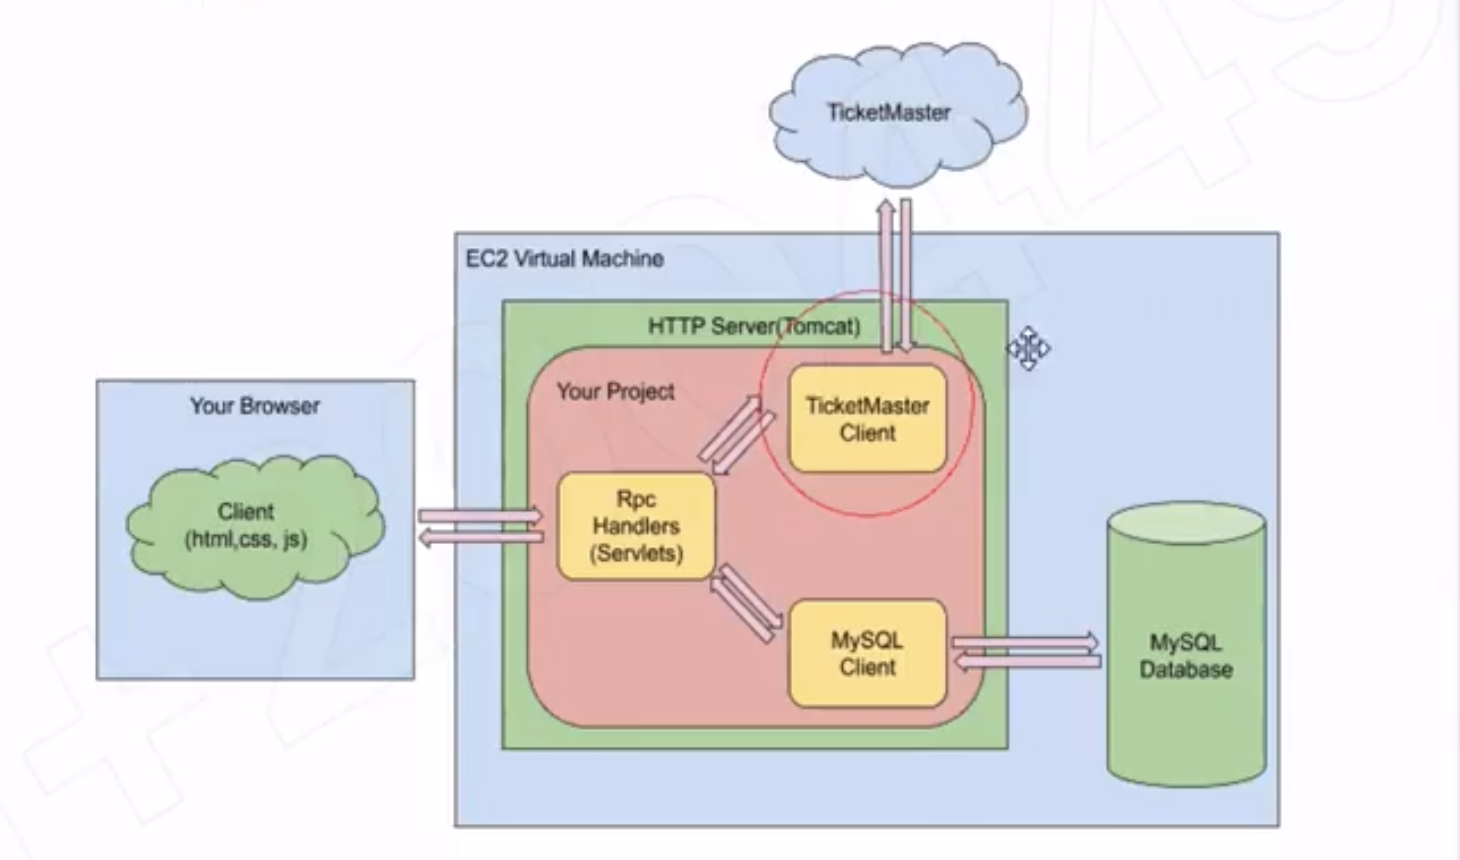 TicketMaster
EC2 Virtual Machine
HTTP Server(Tomcat)
Your Project
TicketMaster
Client
Your Browser
Client
(html,css, js)
Rpc
Handlers
(Servlets)
MySQL
Client
MySQL
Database